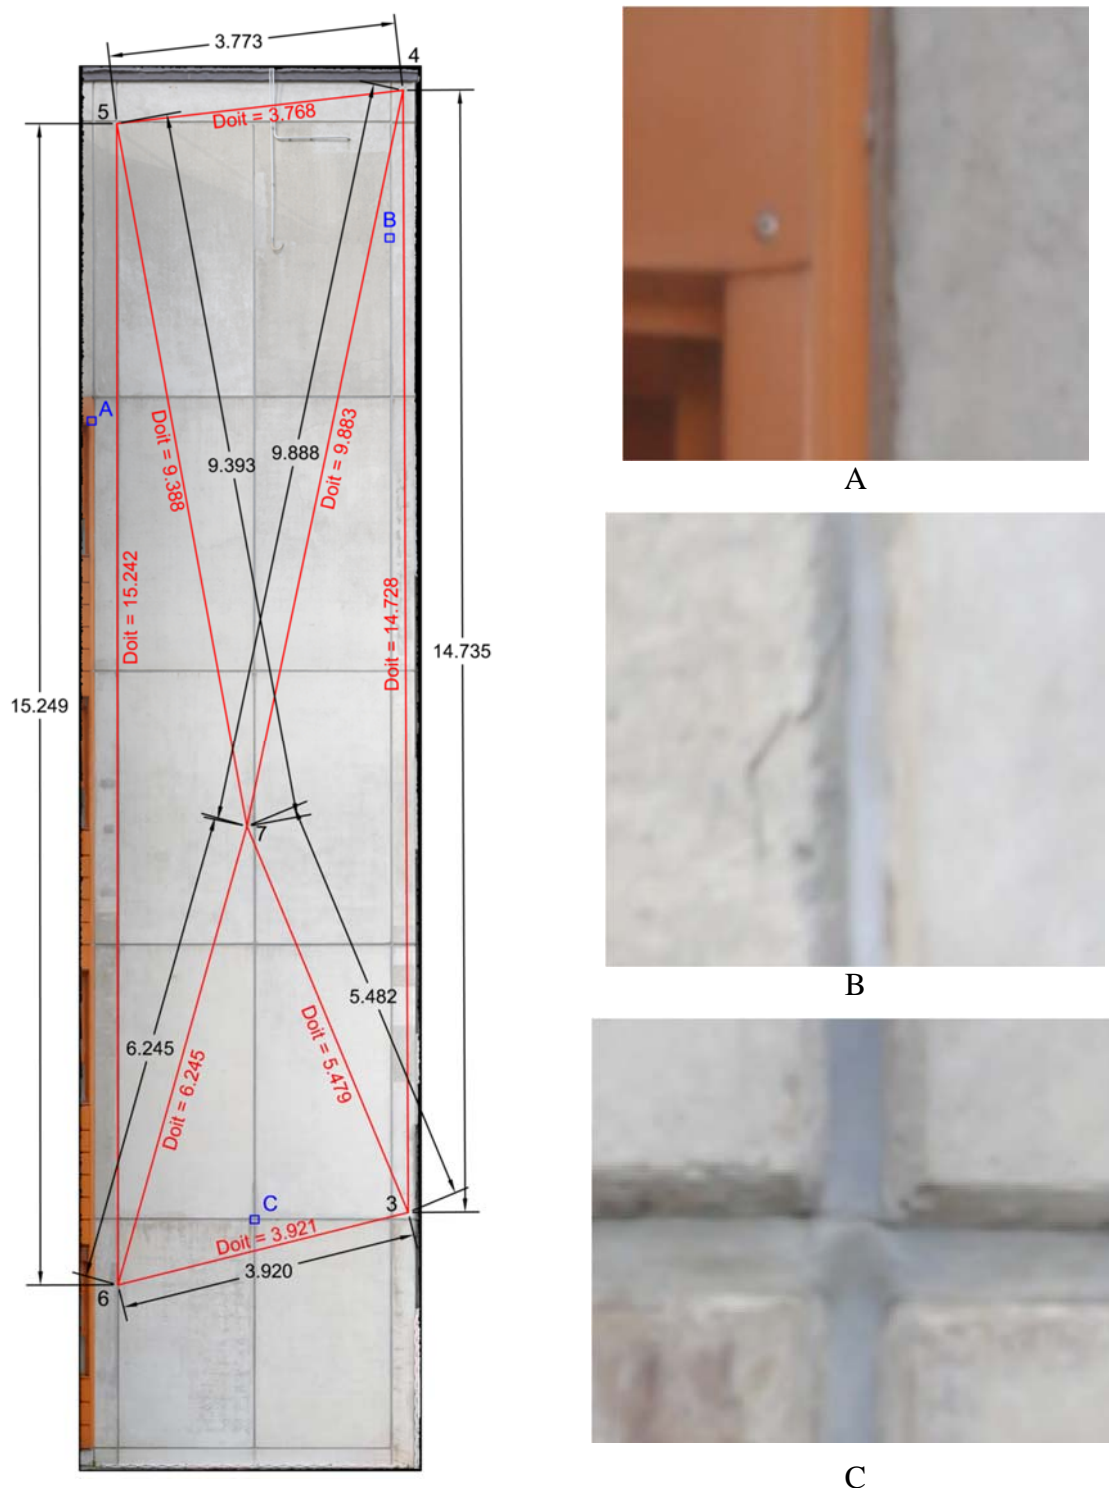 3.773
4
5
Doit = 3.768
B
A
Doit = 9.388
9.393
9.888
Doit = 9.883
Doit = 15.242
Doit = 14.728
14.735
15.249
7
5.482
6.245
Doit = 6.245
Doit = 5.479
C
3
Doit = 3.921
3.920
6
A
B
C